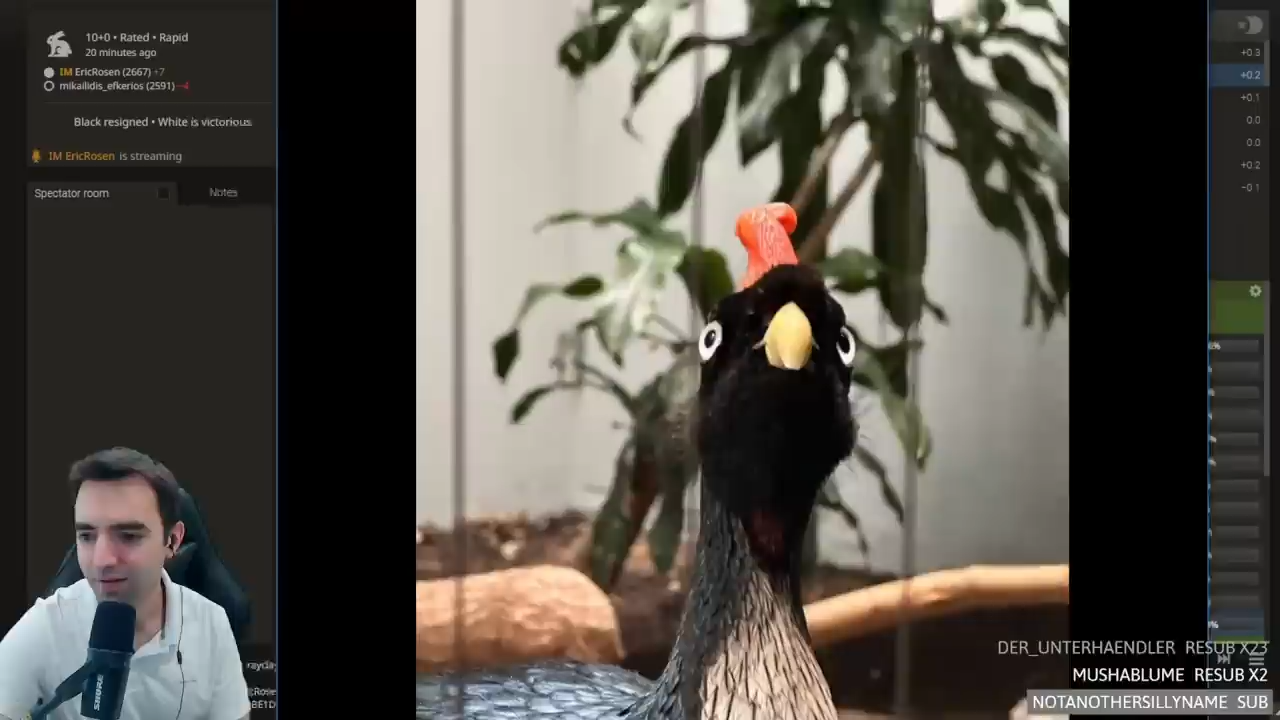 10+0 • Rated • Rapid
20 minutes ago
IM EricRosen (2667) +7
mikailidis_efkerios (2591) −4
Black resigned • White is victorious
IM EricRosen is streaming
Spectator room
Notes
+0.3
+0.2
+0.1
0.0
0.0
+0.2
−0.1
SHURE
DER_UNTERHAENDLER RESUB X23
MUSHABLUME RESUB X2
NOTANOTHERSILLYNAME SUB